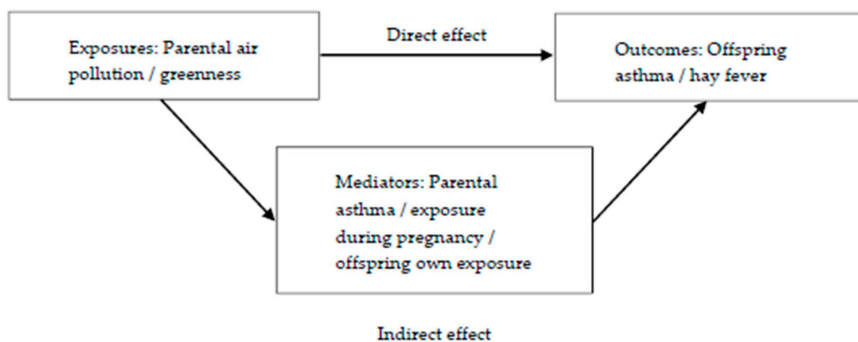 Exposures: Parental air
pollution / greenness
Direct effect
Outcomes: Offspring
asthma / hay fever
Mediators: Parental
asthma / exposure
during pregnancy /
offspring own exposure
Indirect effect